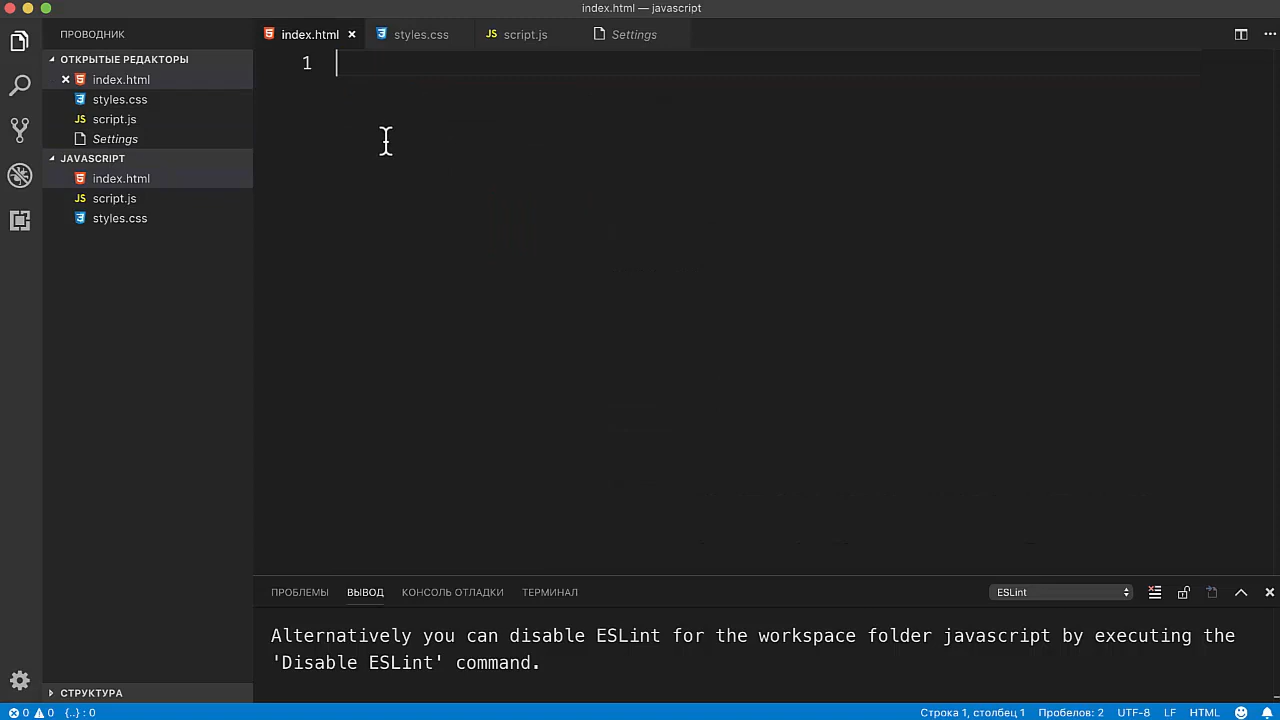 index.html — javascript
ПРОВОДНИК
ОТКРЫТЫЕ РЕДАКТОРЫ
index.html
styles.css
JS script.js
Settings
JAVASCRIPT
index.html
JS script.js
styles.css
СТРУКТУРА
index.html
styles.css
JS script.js
Settings
1
ПРОБЛЕМЫ ВЫВОД КОНСОЛЬ ОТЛАДКИ ТЕРМИНАЛ ESLint
Alternatively you can disable ESLint for the workspace folder javascript by executing the
'Disable ESLint' command.
0 0 {..} : 0 Строка 1, столбец 1 Пробелов: 2 UTF-8 LF HTML